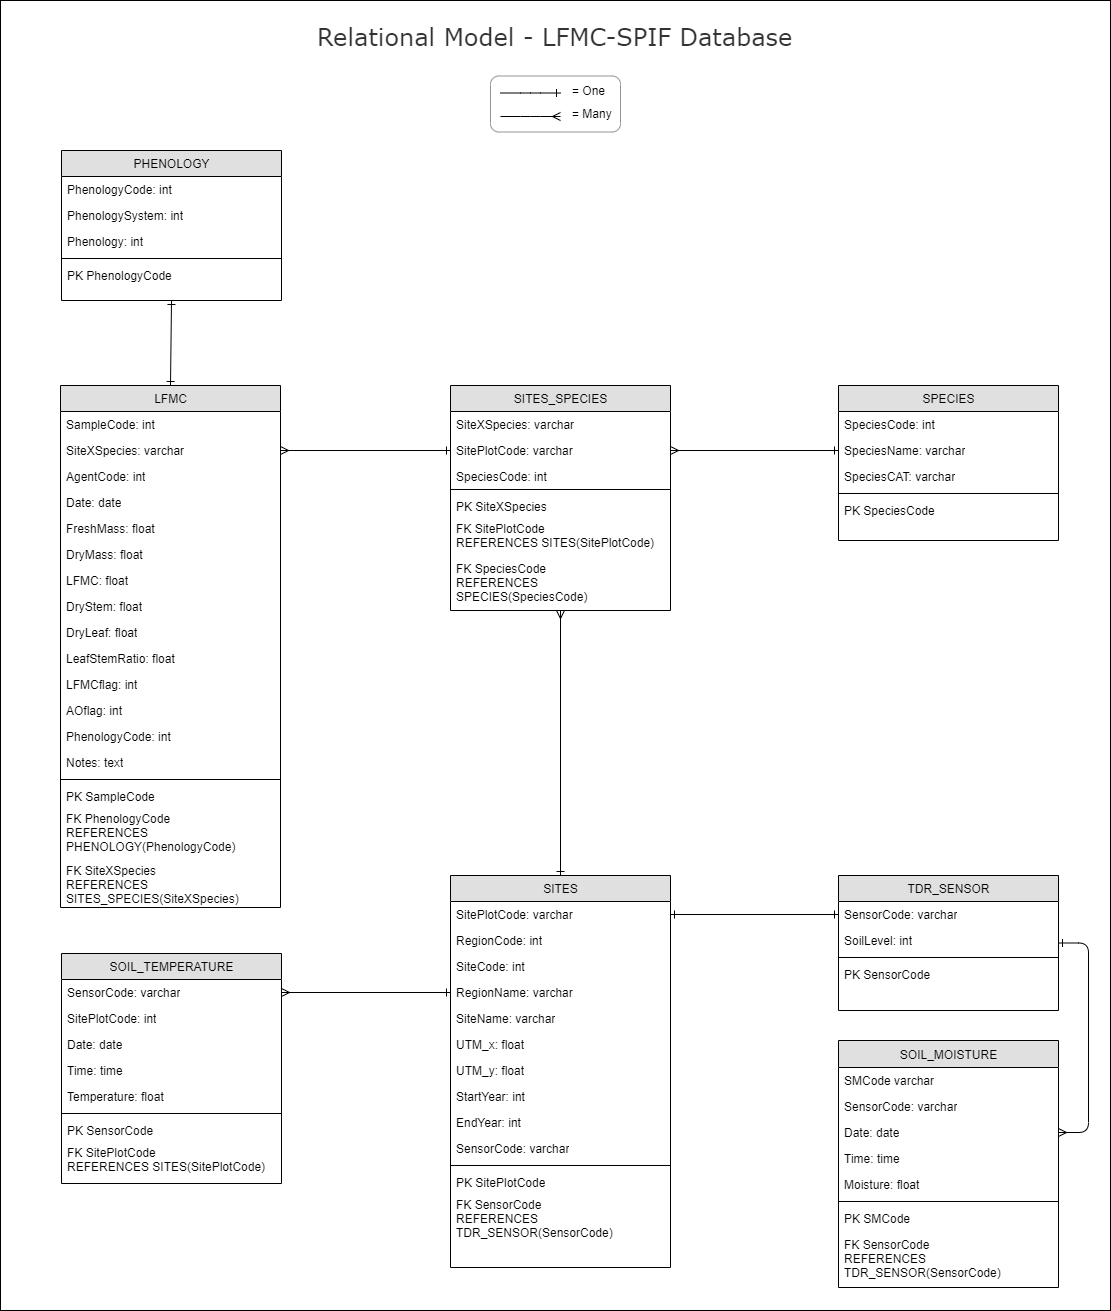 Relational Model - LFMC-SPIF Database
= One
= Many
PHENOLOGY
PhenologyCode: int
PhenologySystem: int
Phenology: int
PK PhenologyCode
LFMC
SampleCode: int
SiteXSpecies: varchar
AgentCode: int
Date: date
FreshMass: float
DryMass: float
LFMC: float
DryStem: float
DryLeaf: float
LeafStemRatio: float
LFMCflag: int
AOflag: int
PhenologyCode: int
Notes: text
PK SampleCode
FK PhenologyCode
REFERENCES
PHENOLOGY(PhenologyCode)
FK SiteXSpecies
REFERENCES
SITES_SPECIES(SiteXSpecies)
SITES_SPECIES
SiteXSpecies: varchar
SitePlotCode: varchar
SpeciesCode: int
PK SiteXSpecies
FK SitePlotCode
REFERENCES SITES(SitePlotCode)
FK SpeciesCode
REFERENCES
SPECIES(SpeciesCode)
SPECIES
SpeciesCode: int
SpeciesName: varchar
SpeciesCAT: varchar
PK SpeciesCode
SOIL_TEMPERATURE
SensorCode: varchar
SitePlotCode: int
Date: date
Time: time
Temperature: float
PK SensorCode
FK SitePlotCode
REFERENCES SITES(SitePlotCode)
SITES
SitePlotCode: varchar
RegionCode: int
SiteCode: int
RegionName: varchar
SiteName: varchar
UTM_x: float
UTM_y: float
StartYear: int
EndYear: int
SensorCode: varchar
PK SitePlotCode
FK SensorCode
REFERENCES
TDR_SENSOR(SensorCode)
TDR_SENSOR
SensorCode: varchar
SoilLevel: int
PK SensorCode
SOIL_MOISTURE
SMCode varchar
SensorCode: varchar
Date: date
Time: time
Moisture: float
PK SMCode
FK SensorCode
REFERENCES
TDR_SENSOR(SensorCode)